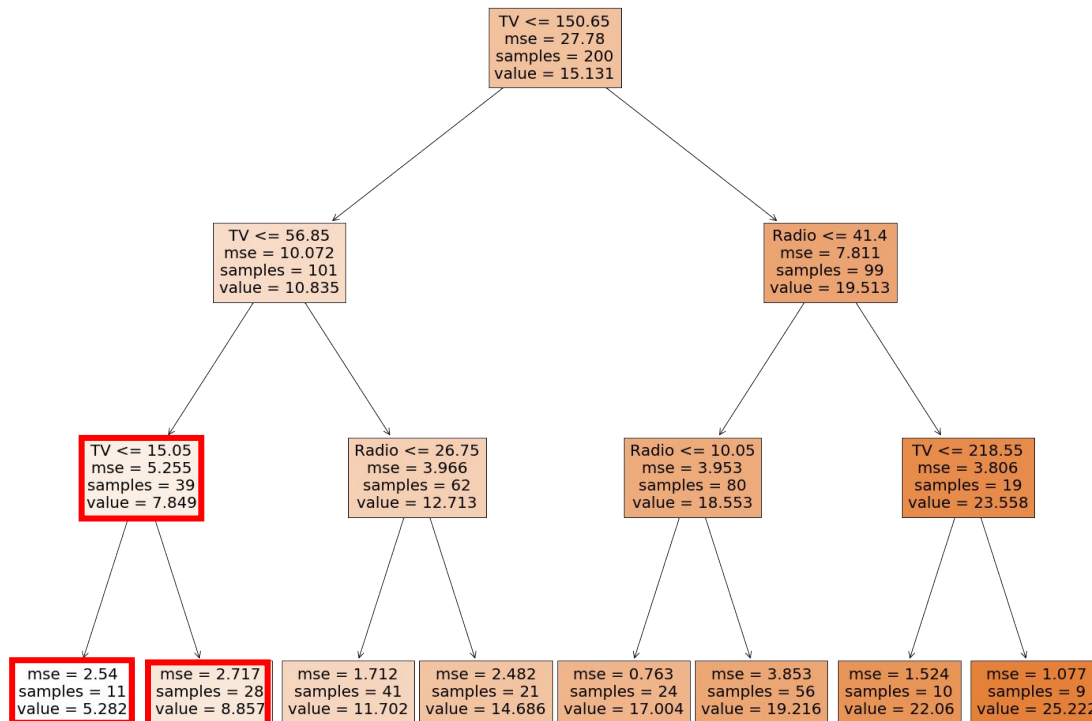 TV <= 150.65
mse = 27.78
samples = 200
value = 15.131
TV <= 56.85
mse = 10.072
samples = 101
value = 10.835
Radio <= 41.4
mse = 7.811
samples = 99
value = 19.513
TV <= 15.05
mse = 5.255
samples = 39
value = 7.849
Radio <= 26.75
mse = 3.966
samples = 62
value = 12.713
Radio <= 10.05
mse = 3.953
samples = 80
value = 18.553
TV <= 218.55
mse = 3.806
samples = 19
value = 23.558
mse = 2.54
samples = 11
value = 5.282
mse = 2.717
samples = 28
value = 8.857
mse = 1.712
samples = 41
value = 11.702
mse = 2.482
samples = 21
value = 14.686
mse = 0.763
samples = 24
value = 17.004
mse = 3.853
samples = 56
value = 19.216
mse = 1.524
samples = 10
value = 22.06
mse = 1.077
samples = 9
value = 25.222